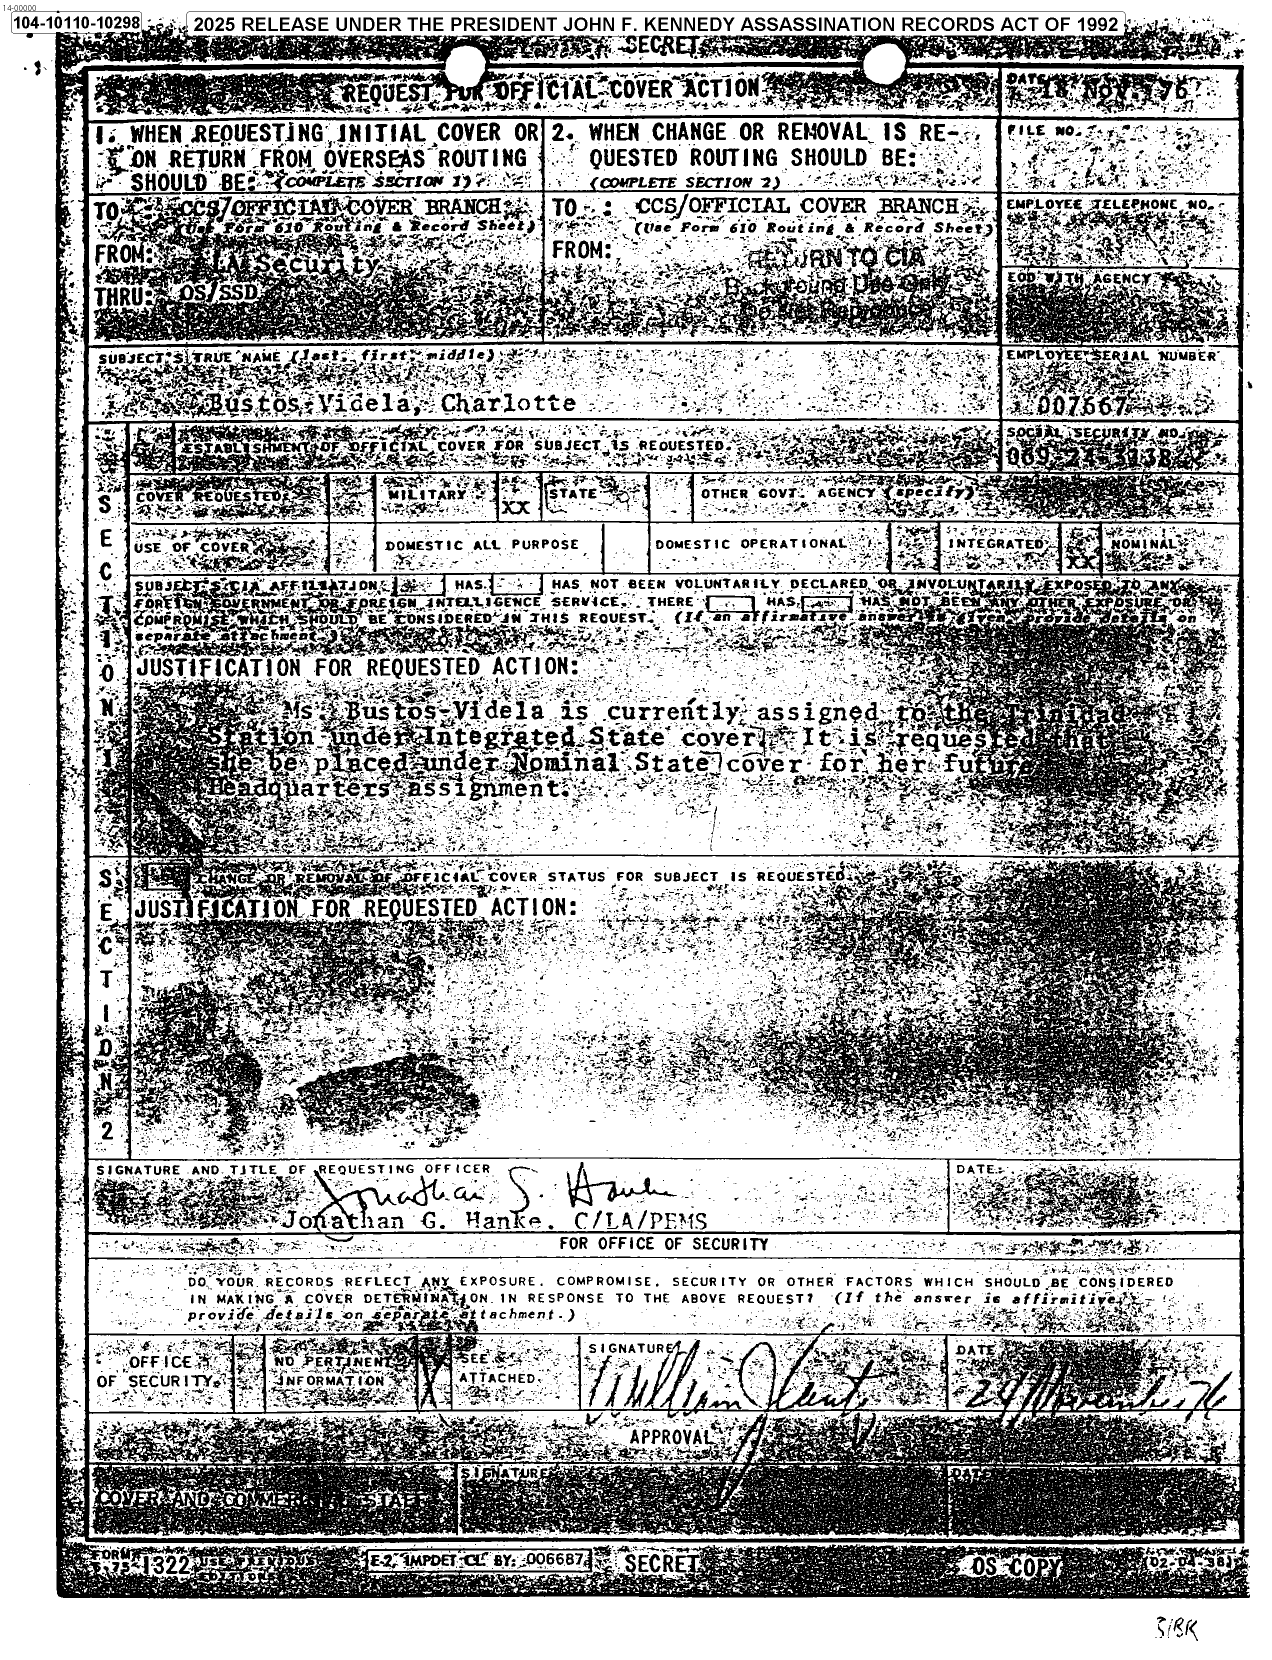 14-00000
104-10110-10298
2025 RELEASE UNDER THE PRESIDENT JOHN F. KENNEDY ASSASSINATION RECORDS ACT OF 1992
SECRET
REQUEST FOR OFFICIAL COVER ACTION
DATE
18 Nov. 76
1. WHEN REQUESTING INITIAL COVER OR
ON RETURN FROM OVERSEAS ROUTING
SHOULD BE: (COMPLETE SECTION 1)
2. WHEN CHANGE OR REMOVAL IS RE-
QUESTED ROUTING SHOULD BE:
(COMPLETE SECTION 2)
FILE NO.
TO : CCS/OFFICIAL COVER BRANCH
(Use Form 610 Routing & Record Sheet)
FROM: LA/Security
THRU: OS/SSD
TO : CCS/OFFICIAL COVER BRANCH
(Use Form 610 Routing & Record Sheet)
FROM:
RETURN TO CIA
Background Use Only
Do Not Reproduce
EMPLOYEE TELEPHONE NO.
EOD WITH AGENCY
SUBJECT'S TRUE NAME (last, first, middle)
Bustos-Videla, Charlotte
EMPLOYEE SERIAL NUMBER
007667
SOCIAL SECURITY NO.
SECTION 1
ESTABLISHMENT OF OFFICIAL COVER FOR SUBJECT IS REQUESTED.
COVER REQUESTED MILITARY XX STATE OTHER GOVT. AGENCY (specify)
USE OF COVER DOMESTIC ALL PURPOSE DOMESTIC OPERATIONAL INTEGRATED XX NOMINAL
SUBJECT'S CIA AFFILIATION HAS HAS NOT BEEN VOLUNTARILY DECLARED OR INVOLUNTARILY EXPOSED TO ANY
FOREIGN GOVERNMENT OR FOREIGN INTELLIGENCE SERVICE. THERE HAS HAS NOT BEEN ANY OTHER EXPOSURE OR
COMPROMISE WHICH SHOULD BE CONSIDERED IN THIS REQUEST. (If an affirmative answer is given, provide details on
separate attachment.)
JUSTIFICATION FOR REQUESTED ACTION:
Ms. Bustos-Videla is currently assigned to the Trinidad
Station under Integrated State cover] It is requested that
she be placed under Nominal State] cover for her future
Headquarters assignment.
SECTION 2
CHANGE OR REMOVAL OF OFFICIAL COVER STATUS FOR SUBJECT IS REQUESTED.
JUSTIFICATION FOR REQUESTED ACTION:
SIGNATURE AND TITLE OF REQUESTING OFFICER
DATE
Jonathan G. Hanke
Jonathan G. Hanke, C/LA/PEMS
FOR OFFICE OF SECURITY
DO YOUR RECORDS REFLECT ANY EXPOSURE, COMPROMISE, SECURITY OR OTHER FACTORS WHICH SHOULD BE CONSIDERED
IN MAKING A COVER DETERMINATION IN RESPONSE TO THE ABOVE REQUEST? (If the answer is affirmitive,
provide details on separate attachment.)
OFFICE
OF SECURITY
NO PERTINENT
INFORMATION
X
SEE
ATTACHED
SIGNATURE
William
DATE
24 November 76
APPROVAL
COVER AND COMMERCIAL STAFF
SIGNATURE
DATE
FORM
5-75 1322 USE PREVIOUS
EDITIONS
E-2, IMPDET CL BY: 006687
SECRET
OS COPY
(02-04-38)
3/BR